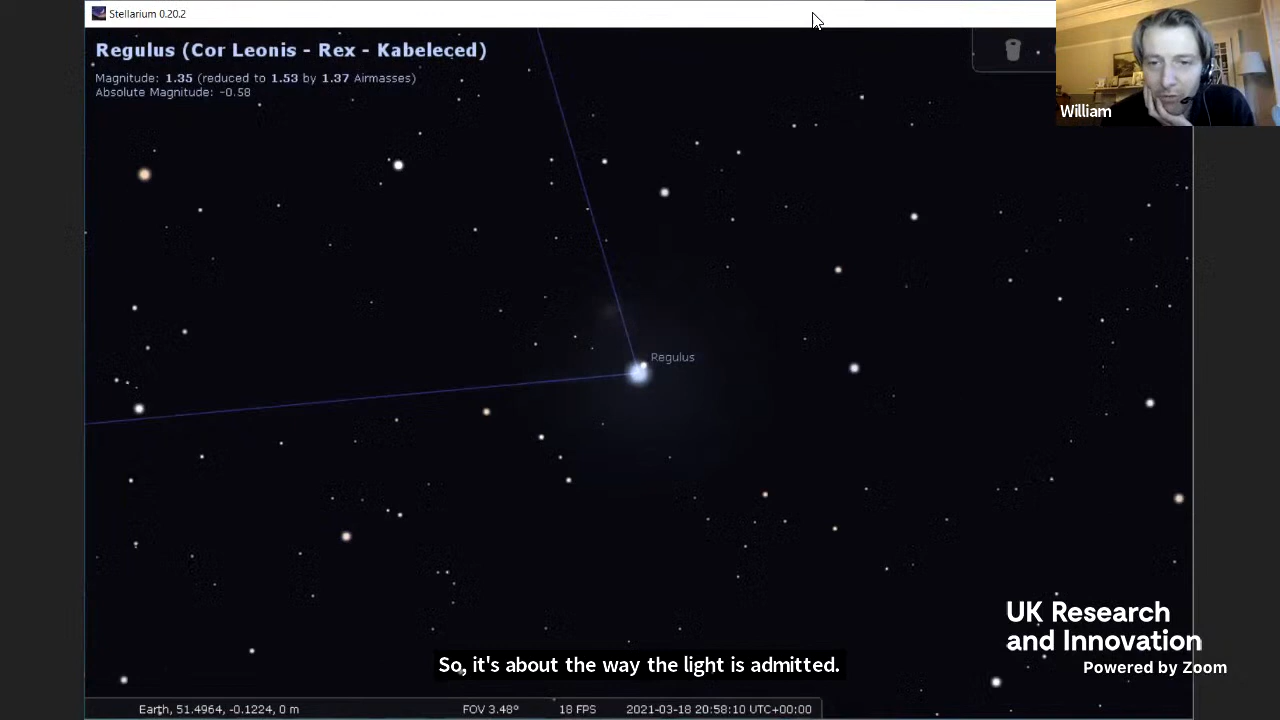 Stellarium 0.20.2
Regulus (Cor Leonis - Rex - Kabeleced)
Magnitude: 1.35 (reduced to 1.53 by 1.37 Airmasses)
Absolute Magnitude: -0.58
William
Regulus
UK Research
and Innovation
So, it's about the way the light is admitted.
Powered by Zoom
Earth, 51.4964, -0.1224, 0 m FOV 3.48° 18 FPS 2021-03-18 20:58:10 UTC+00:00